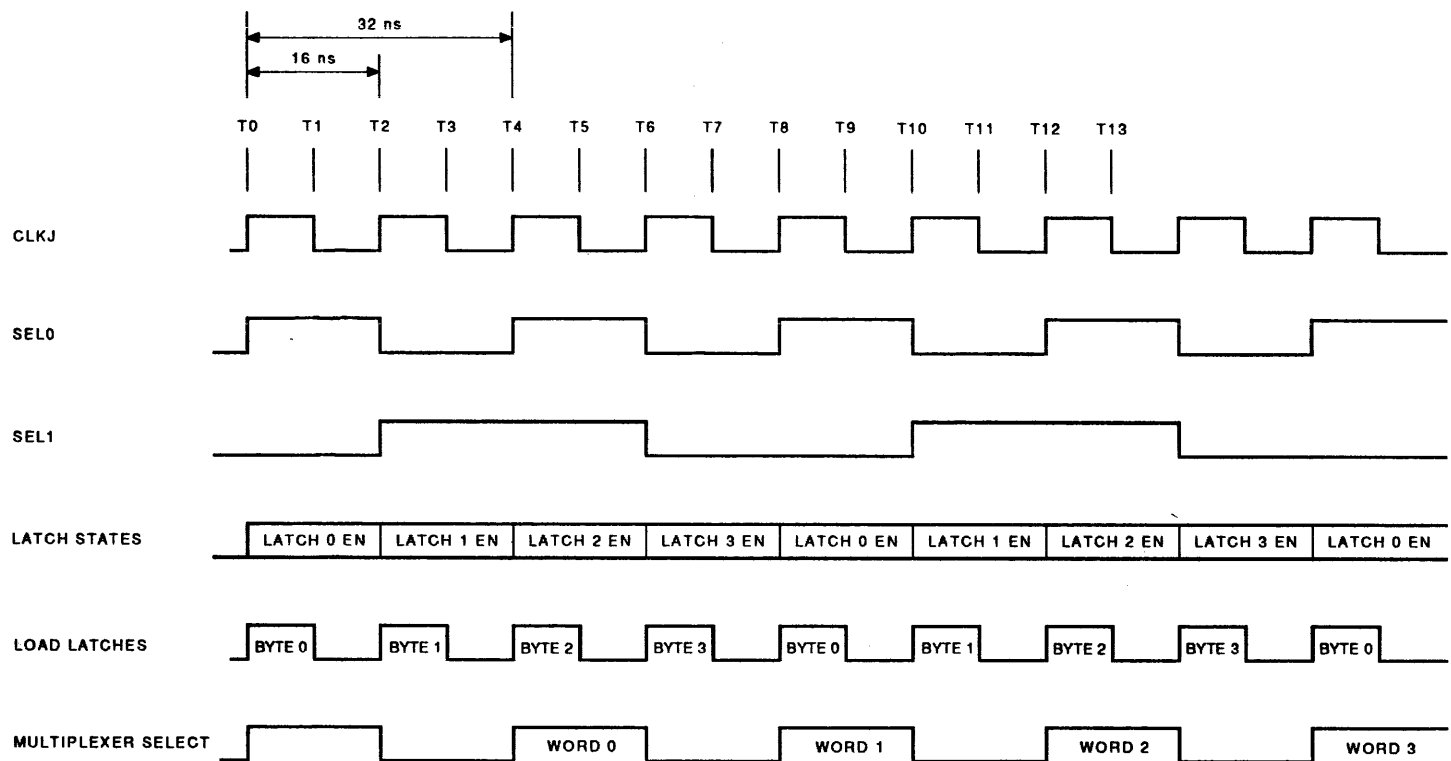 32 ns
16 ns
T0 T1 T2 T3 T4 T5 T6 T7 T8 T9 T10 T11 T12 T13
CLKJ
SEL0
SEL1
LATCH STATES LATCH 0 EN LATCH 1 EN LATCH 2 EN LATCH 3 EN LATCH 0 EN LATCH 1 EN LATCH 2 EN LATCH 3 EN LATCH 0 EN
LOAD LATCHES BYTE 0 BYTE 1 BYTE 2 BYTE 3 BYTE 0 BYTE 1 BYTE 2 BYTE 3 BYTE 0
MULTIPLEXER SELECT WORD 0 WORD 1 WORD 2 WORD 3